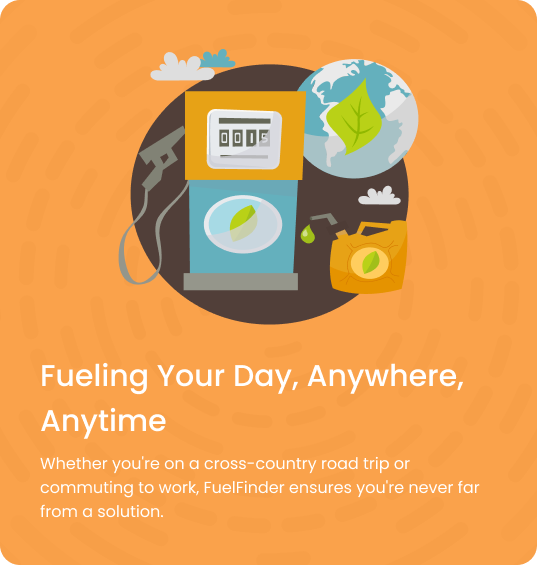 0015
Fueling Your Day, Anywhere,
Anytime
Whether you're on a cross-country road trip or
commuting to work, FuelFinder ensures you're never far
from a solution.